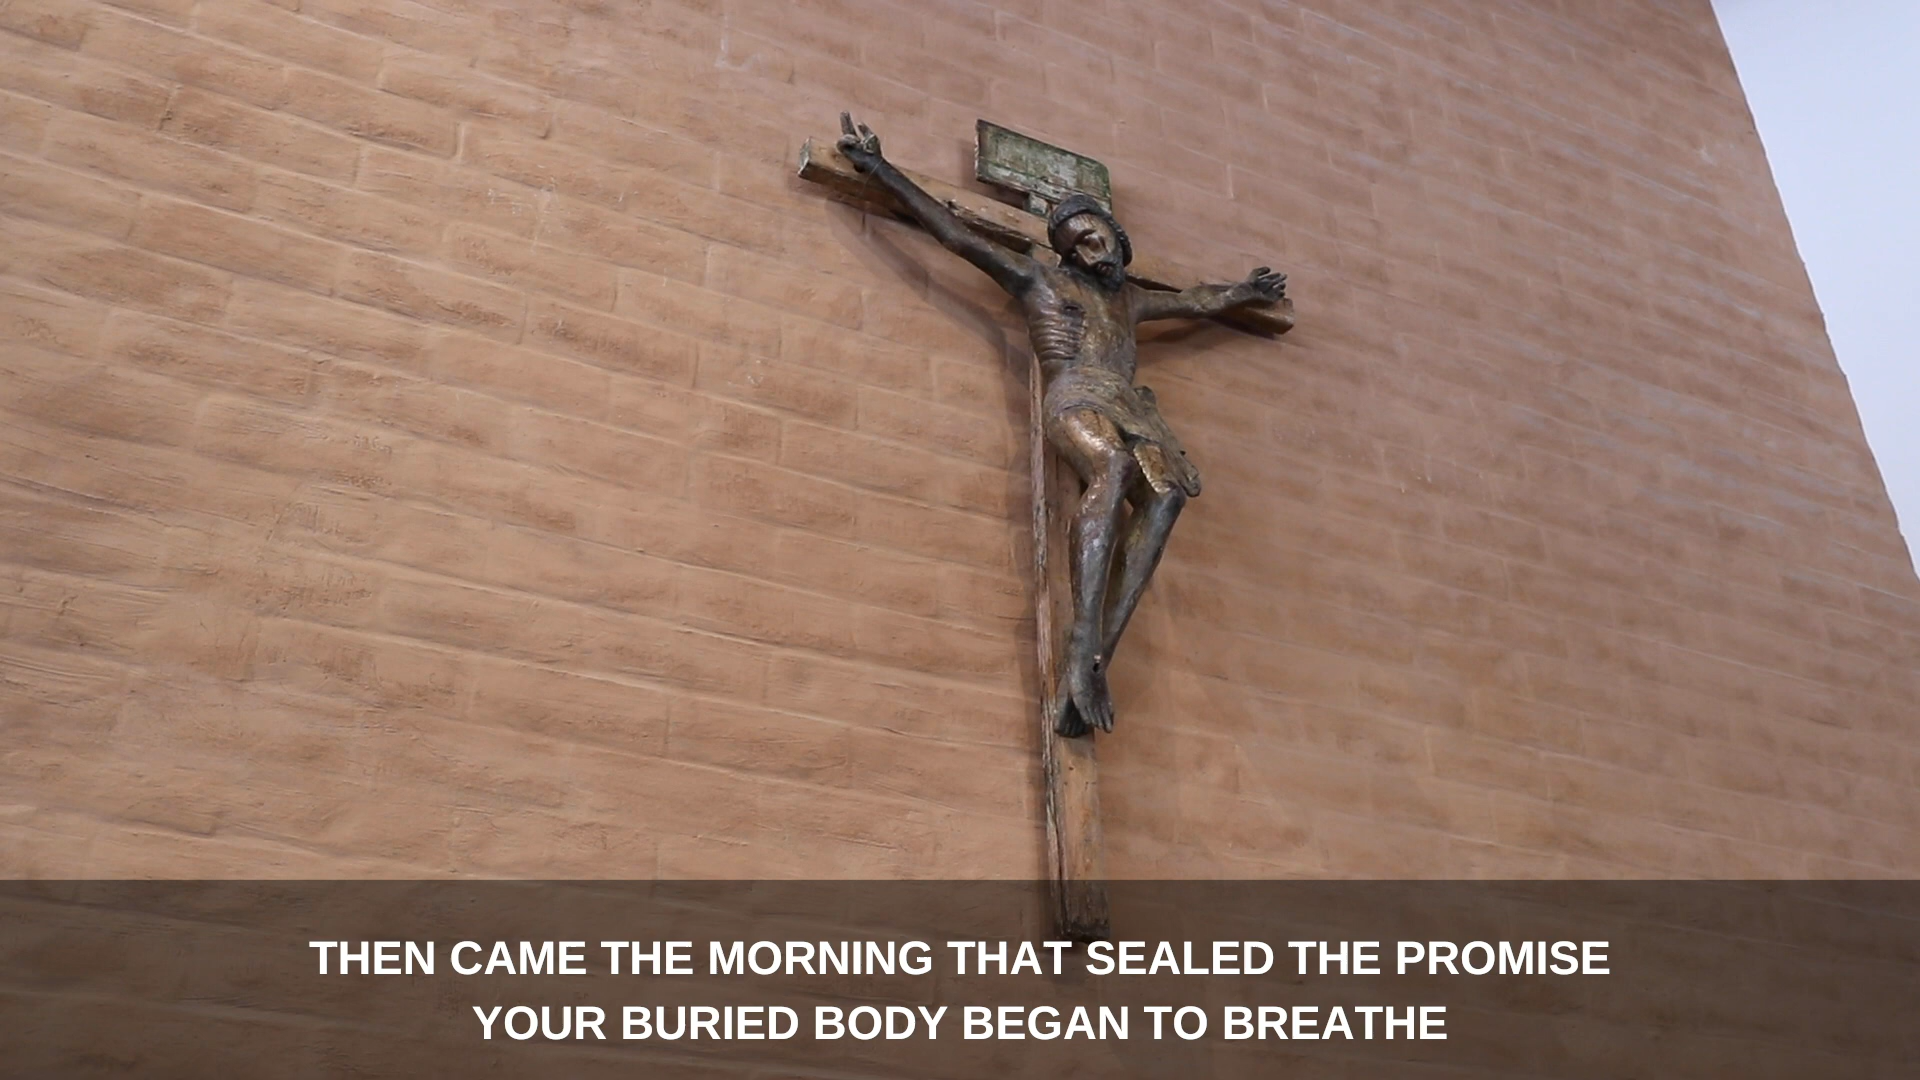 THEN CAME THE MORNING THAT SEALED THE PROMISE
YOUR BURIED BODY BEGAN TO BREATHE